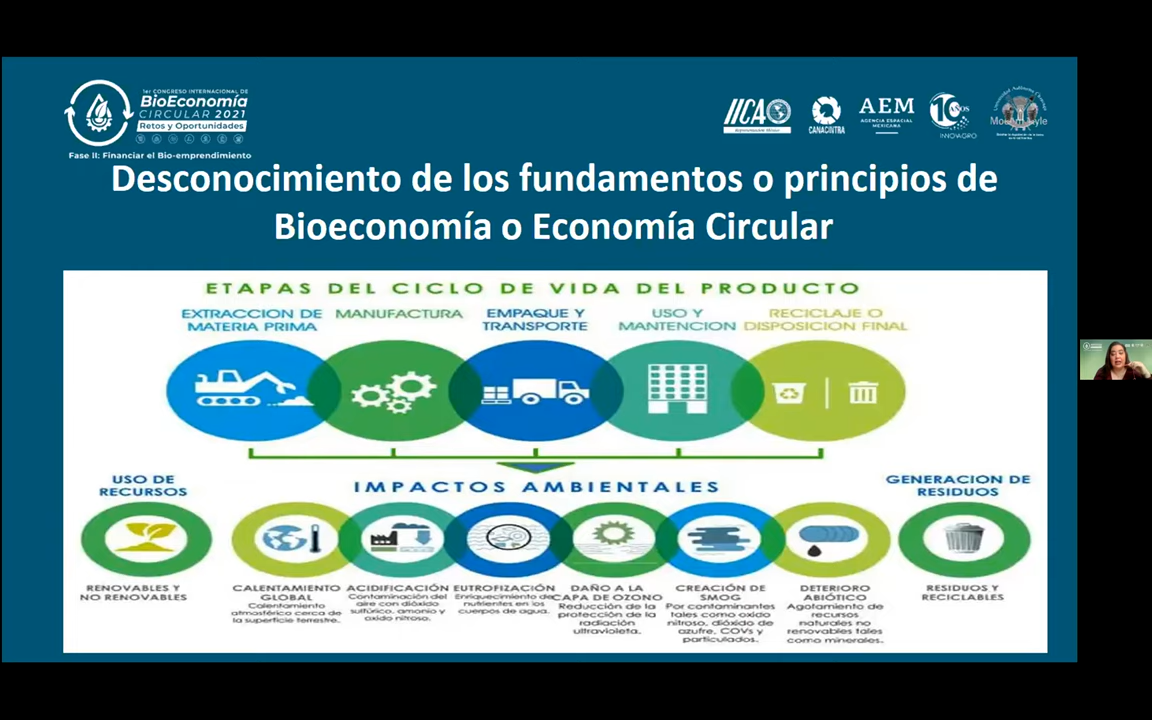 1er CONGRESO INTERNACIONAL DE
BioEconomía
CIRCULAR 2021
Retos y Oportunidades
Fase II: Financiar el Bio-emprendimiento
IICA
CANACINTRA
AEM
AGENCIA ESPACIAL
MEXICANA
10 AÑOS
INNOVAGRO
Desconocimiento de los fundamentos o principios de
Bioeconomía o Economía Circular
ETAPAS DEL CICLO DE VIDA DEL PRODUCTO
EXTRACCION DE
MATERIA PRIMA
MANUFACTURA
EMPAQUE Y
TRANSPORTE
USO Y
MANTENCION
RECICLAJE O
DISPOSICION FINAL
IMPACTOS AMBIENTALES
USO DE
RECURSOS
RENOVABLES Y
NO RENOVABLES
CALENTAMIENTO
GLOBAL
Calentamiento
atmosférico cerca de
la superficie terrestre.
ACIDIFICACIÓN
Contaminación del
aire con dióxido
sulfúrico, amonio y
oxido nitroso.
EUTROFIZACIÓN
Enriquecimiento de
nutrientes en los
cuerpos de agua.
DAÑO A LA
CAPA DE OZONO
Reducción de la
protección de la
radiación
ultravioleta.
CREACIÓN DE
SMOG
Por contaminantes
tales como oxido
nitroso, dióxido de
azufre, COVs y
particulados.
DETERIORO
ABIÓTICO
Agotamiento de
recursos
naturales no
renovables tales
como minerales.
GENERACION DE
RESIDUOS
RESIDUOS Y
RECICLABLES